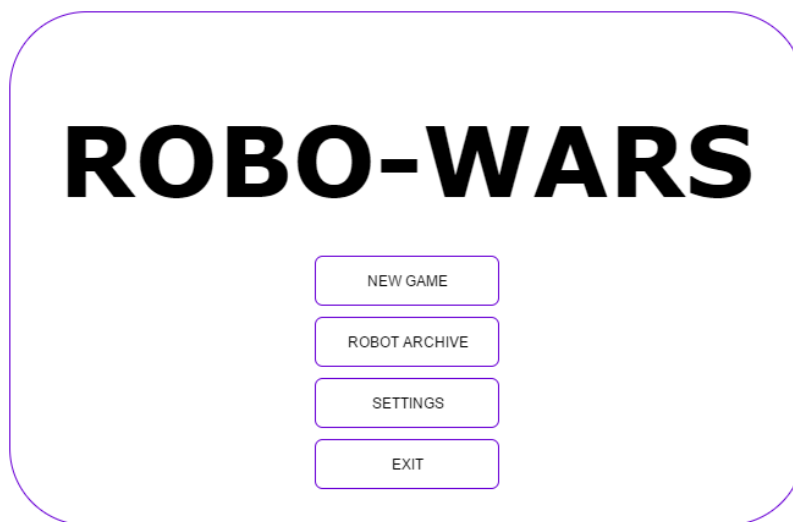 ROBO-WARS
NEW GAME
ROBOT ARCHIVE
SETTINGS
EXIT